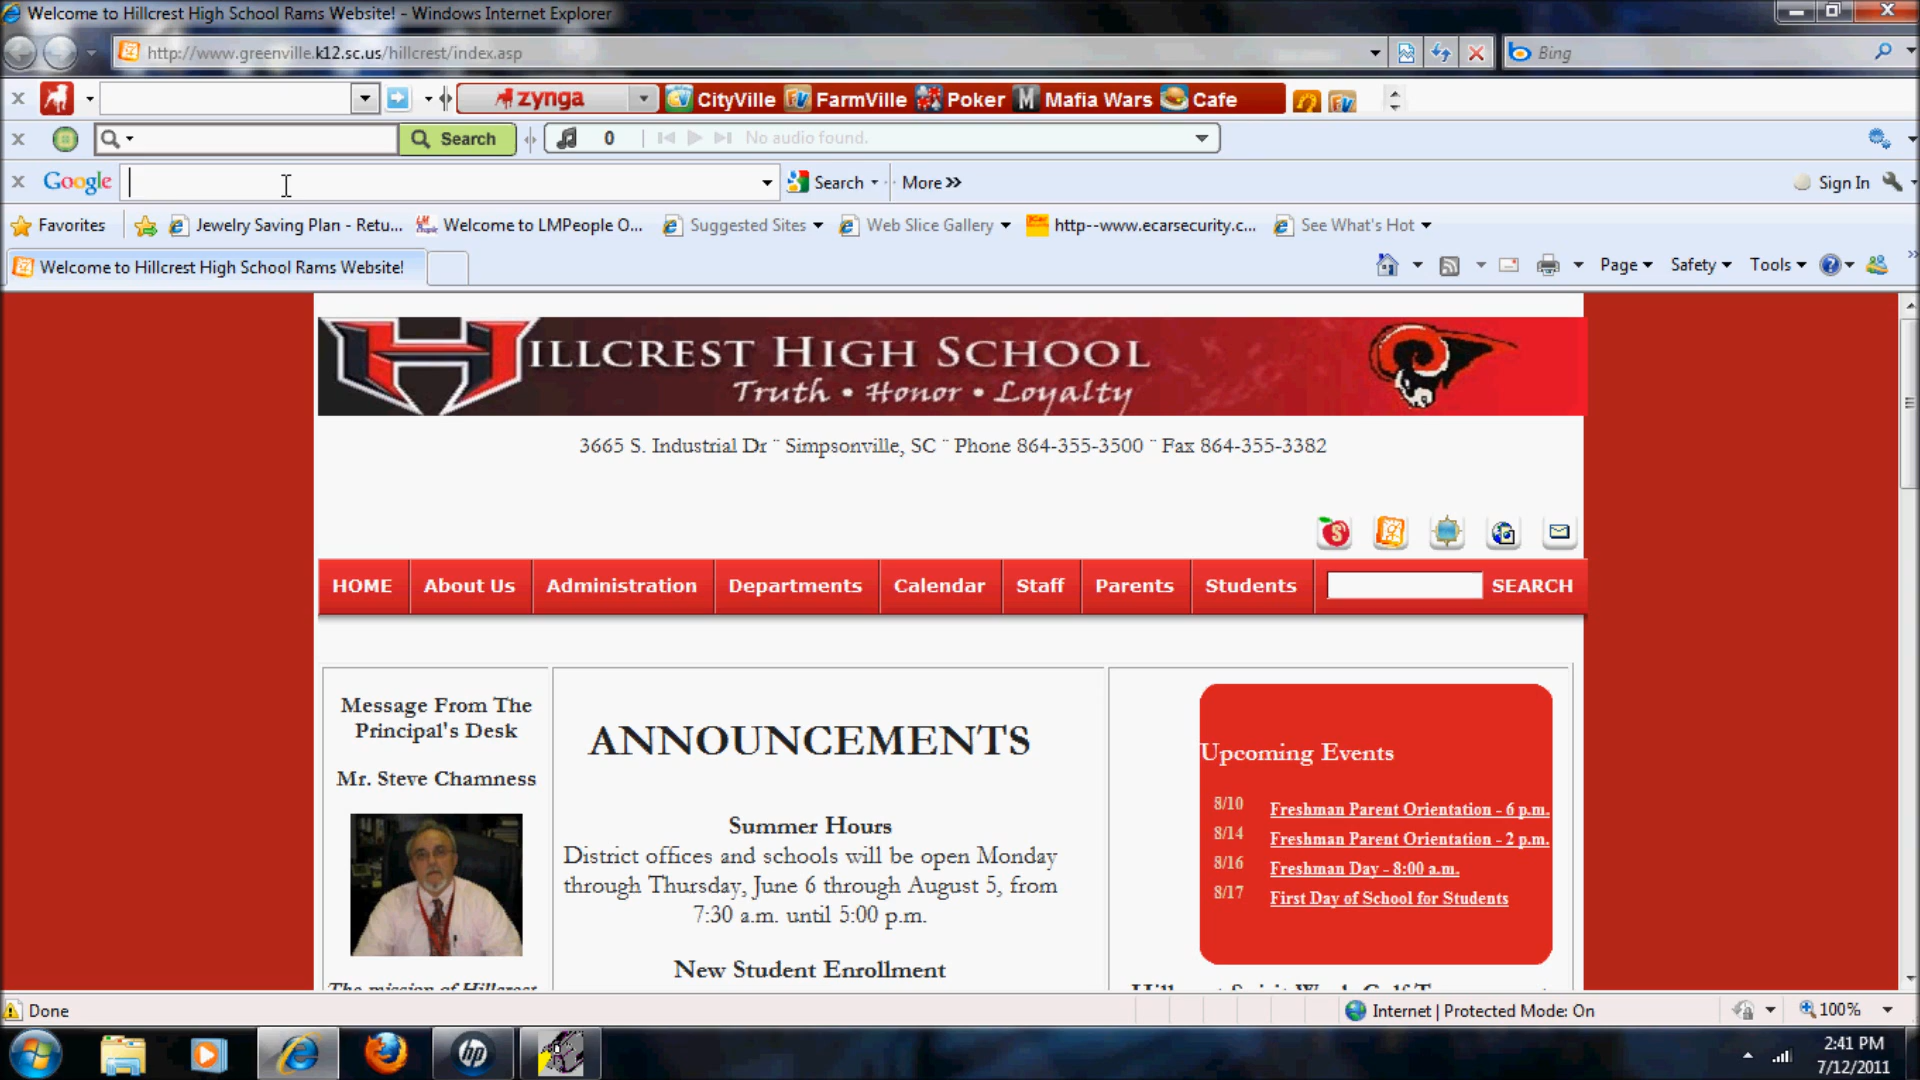 Welcome to Hillcrest High School Rams Website! - Windows Internet Explorer
http://www.greenville.k12.sc.us/hillcrest/index.asp
Bing
zynga CityVille FarmVille Poker Mafia Wars Cafe
Search 0 No audio found.
Google Search More >> Sign In
Favorites Jewelry Saving Plan - Retu... Welcome to LMPeople O... Suggested Sites Web Slice Gallery http--www.ecarsecurity.c... See What's Hot
Welcome to Hillcrest High School Rams Website! Page Safety Tools
HILLCREST HIGH SCHOOL
Truth • Honor • Loyalty
3665 S. Industrial Dr ¨ Simpsonville, SC ¨ Phone 864-355-3500 ¨ Fax 864-355-3382
HOME About Us Administration Departments Calendar Staff Parents Students SEARCH
Message From The
Principal's Desk
Mr. Steve Chamness
The mission of Hillcrest
ANNOUNCEMENTS
Summer Hours
District offices and schools will be open Monday
through Thursday, June 6 through August 5, from
7:30 a.m. until 5:00 p.m.
New Student Enrollment
Upcoming Events
8/10 Freshman Parent Orientation - 6 p.m.
8/14 Freshman Parent Orientation - 2 p.m.
8/16 Freshman Day - 8:00 a.m.
8/17 First Day of School for Students
Done Internet | Protected Mode: On 100%
hp
2:41 PM
7/12/2011